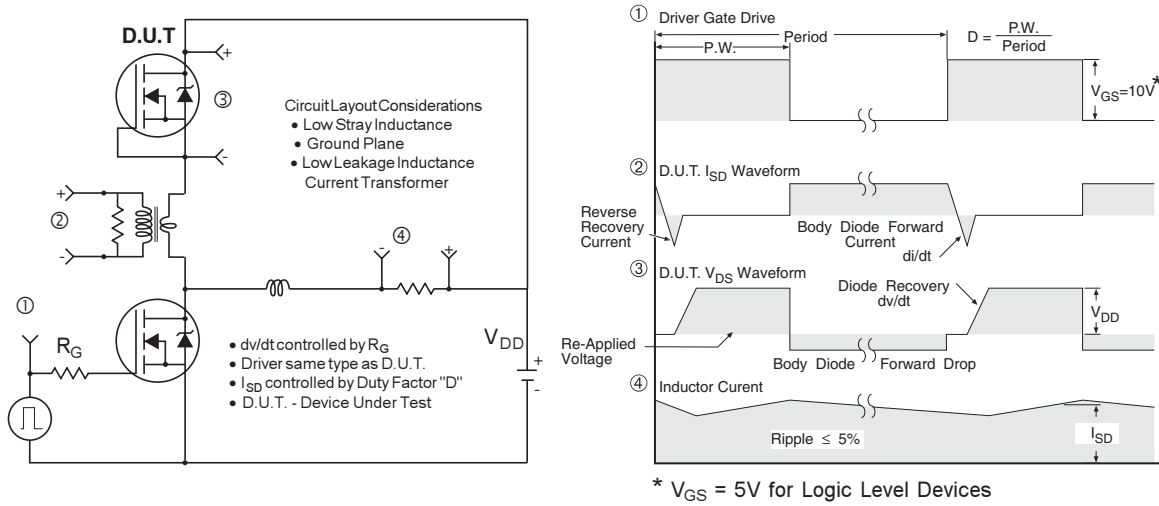 D.U.T
+
③
-
Circuit Layout Considerations
• Low Stray Inductance
• Ground Plane
• Low Leakage Inductance
Current Transformer
+
②
-
④
-
+
①
R_G
V_DD
+
-
• dv/dt controlled by R_G
• Driver same type as D.U.T.
• I_SD controlled by Duty Factor "D"
• D.U.T. - Device Under Test
① Driver Gate Drive
P.W.
Period
D = P.W. / Period
V_GS=10V*
② D.U.T. I_SD Waveform
Reverse
Recovery
Current
Body Diode Forward
Current
di/dt
③ D.U.T. V_DS Waveform
Diode Recovery
dv/dt
V_DD
Re-Applied
Voltage
Body Diode Forward Drop
④ Inductor Curent
Ripple ≤ 5%
I_SD
* V_GS = 5V for Logic Level Devices